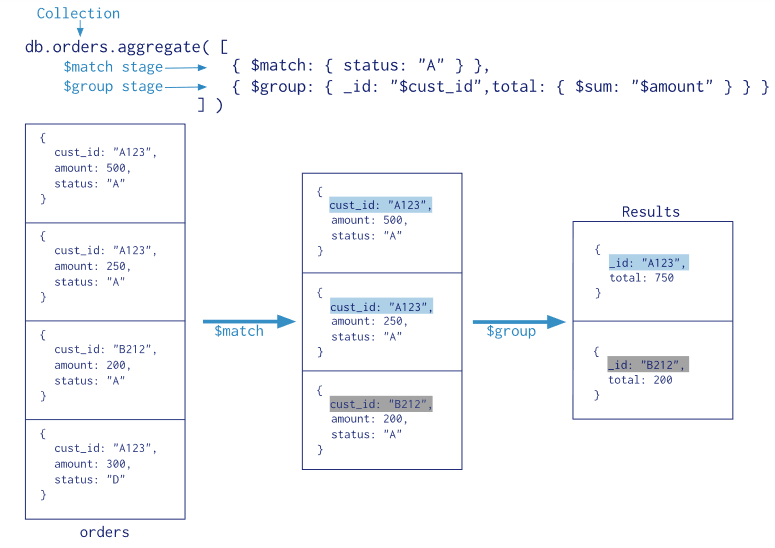 Collection
db.orders.aggregate( [
$match stage { $match: { status: "A" } },
$group stage { $group: { _id: "$cust_id",total: { $sum: "$amount" } } }
] )
{
cust_id: "A123",
amount: 500,
status: "A"
}
{
cust_id: "A123",
amount: 250,
status: "A"
}
{
cust_id: "B212",
amount: 200,
status: "A"
}
{
cust_id: "A123",
amount: 300,
status: "D"
}
orders
$match
{
cust_id: "A123",
amount: 500,
status: "A"
}
{
cust_id: "A123",
amount: 250,
status: "A"
}
{
cust_id: "B212",
amount: 200,
status: "A"
}
$group
Results
{
_id: "A123",
total: 750
}
{
_id: "B212",
total: 200
}